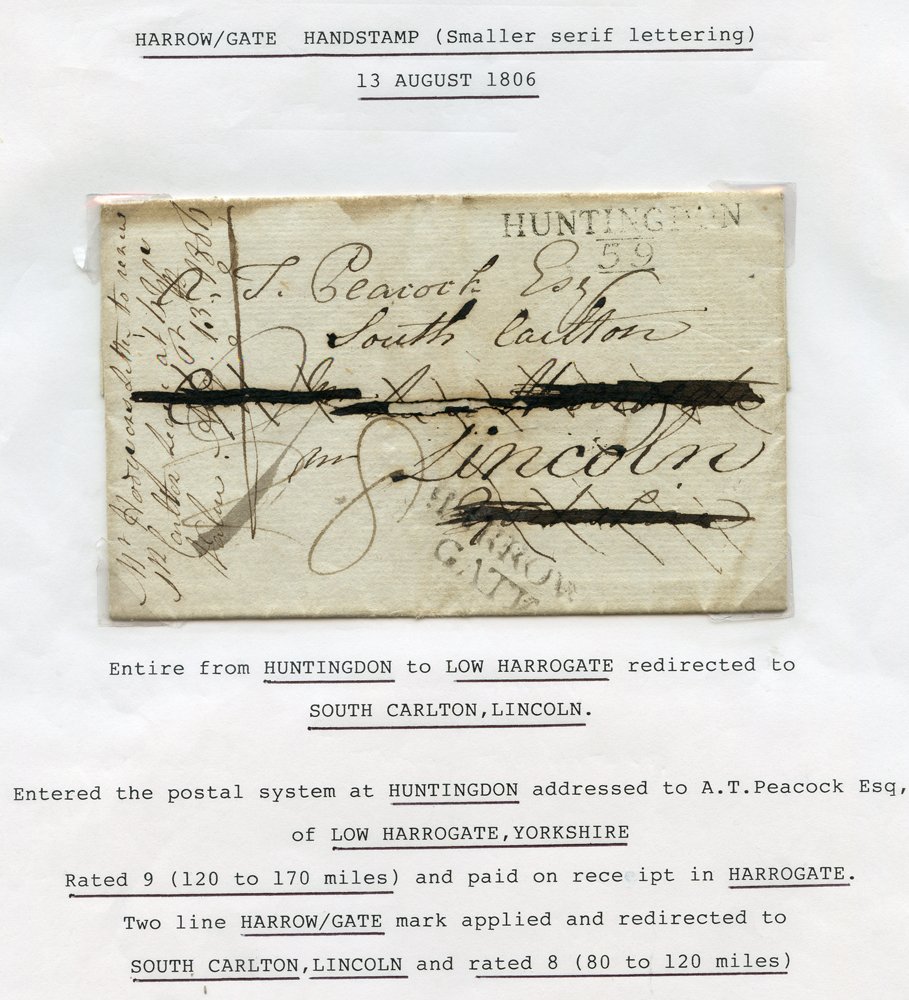 HARROW/GATE HANDSTAMP (Smaller serif lettering)
13 AUGUST 1806
HUNTINGDON
59
T. Peacock Esq
South Carlton
Lincoln
8
HARROW
GATE
Entire from HUNTINGDON to LOW HARROGATE redirected to
SOUTH CARLTON,LINCOLN.
Entered the postal system at HUNTINGDON addressed to A.T.Peacock Esq,
of LOW HARROGATE,YORKSHIRE
Rated 9 (120 to 170 miles) and paid on rece ipt in HARROGATE.
Two line HARROW/GATE mark applied and redirected to
SOUTH CARLTON,LINCOLN and rated 8 (80 to 120 miles)